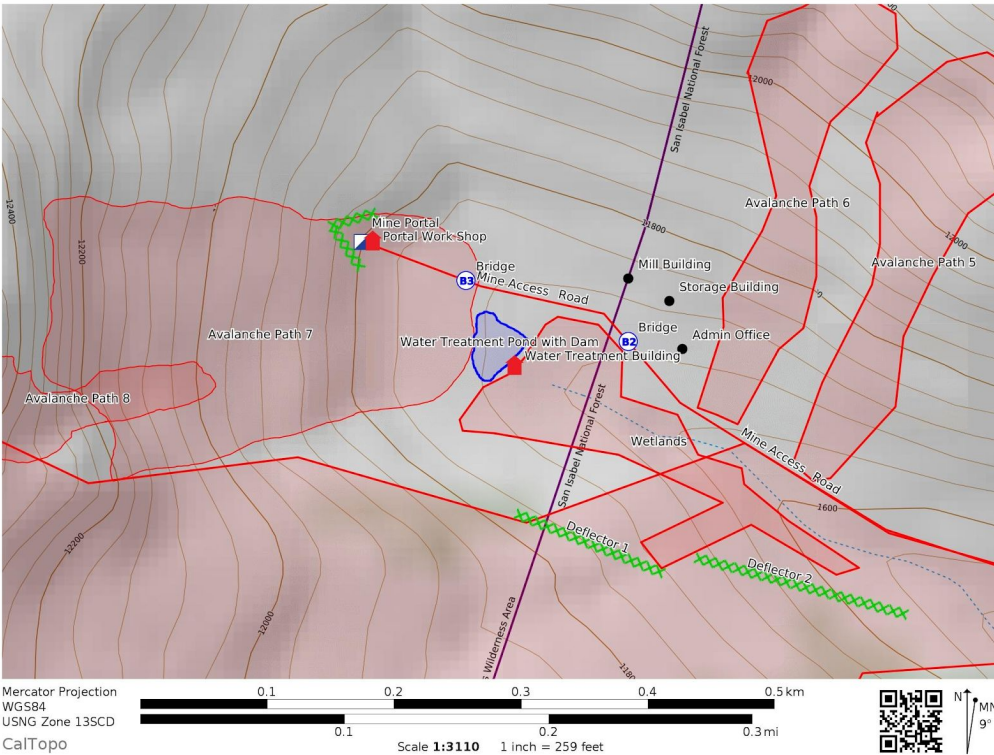 San Isabel National Forest
12000
Avalanche Path 6
12400
11800
Mine Portal
Portal Work Shop
12200
12000
Avalanche Path 5
Bridge
B3
Mine Access Road
Mill Building
Storage Building
Avalanche Path 7
Bridge
B2
Admin Office
Water Treatment Pond with Dam
Water Treatment Building
Avalanche Path 8
San Isabel National Forest
Wetlands
Mine Access Road
1600
12200
Deflector 1
Deflector 2
12000
s Wilderness Area
1180
Mercator Projection
WGS84
USNG Zone 13SCD
CalTopo
0.1 0.2 0.3 0.4 0.5 km
0.1 0.2 0.3 mi
Scale 1:3110 1 inch = 259 feet
N
MN
9°